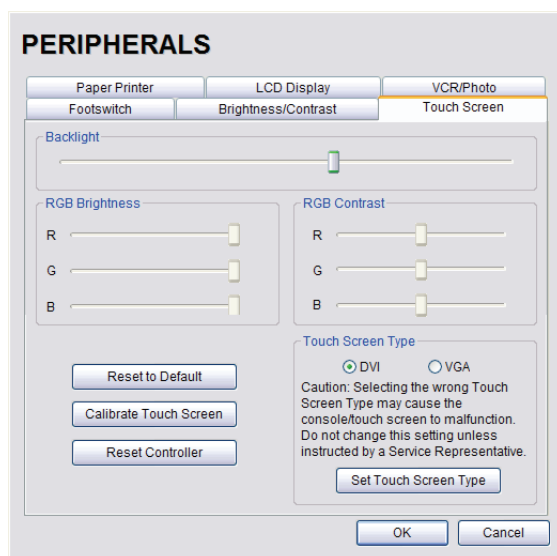 PERIPHERALS
Paper Printer LCD Display VCR/Photo
Footswitch Brightness/Contrast Touch Screen
Backlight
RGB Brightness RGB Contrast
R R
G G
B B
Touch Screen Type
DVI VGA
Reset to Default
Calibrate Touch Screen
Reset Controller
Caution: Selecting the wrong Touch
Screen Type may cause the
console/touch screen to malfunction.
Do not change this setting unless
instructed by a Service Representative.
Set Touch Screen Type
OK Cancel